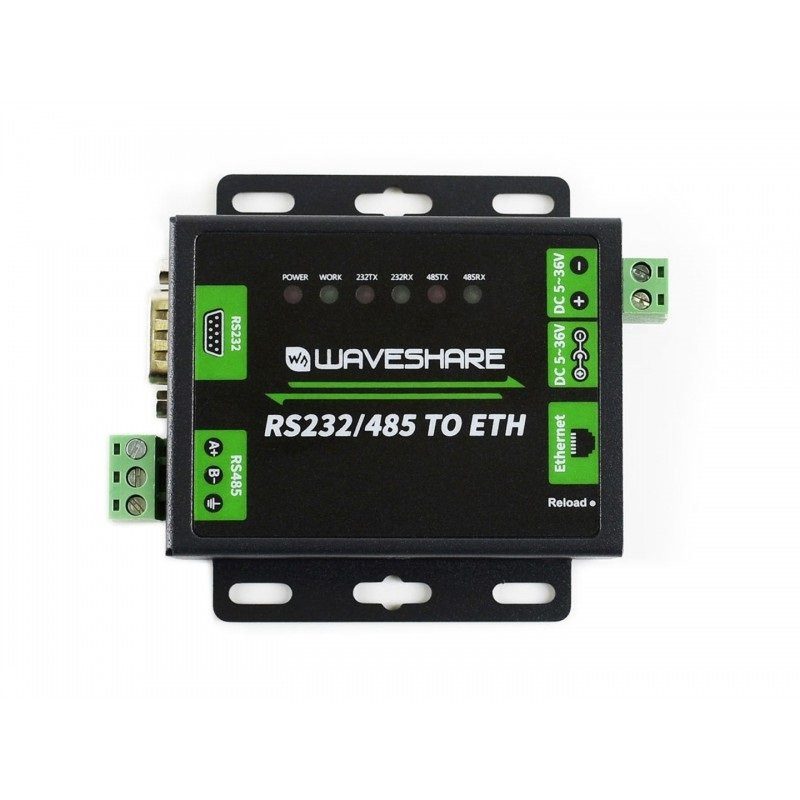 POWER WORK 232TX 232RX 485TX 485RX
WAVESHARE
RS232/485 TO ETH
RS232
RS485
A+
B-
DC 5~36V
DC 5~36V
Ethernet
Reload